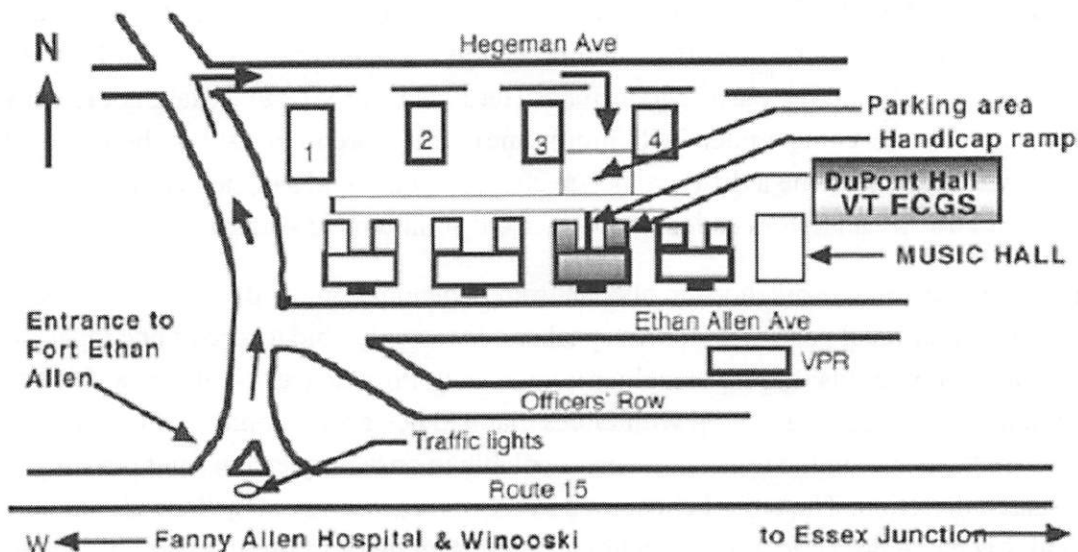 N
Hegeman Ave
Parking area
Handicap ramp
1
2
3
4
DuPont Hall
VT FCGS
MUSIC HALL
Ethan Allen Ave
Entrance to
Fort Ethan
Allen
VPR
Officers' Row
Traffic lights
Route 15
W Fanny Allen Hospital & Winooski
to Essex Junction